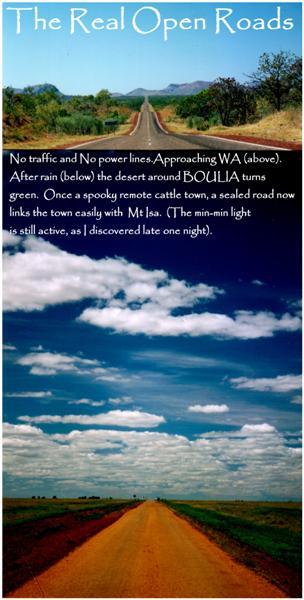 The Real Open Roads
No traffic and No power lines.Approaching WA (above).
After rain (below) the desert around BOULIA turns
green. Once a spooky remote cattle town, a sealed road now
links the town easily with Mt Isa. (The min-min light
is still active, as I discovered late one night).